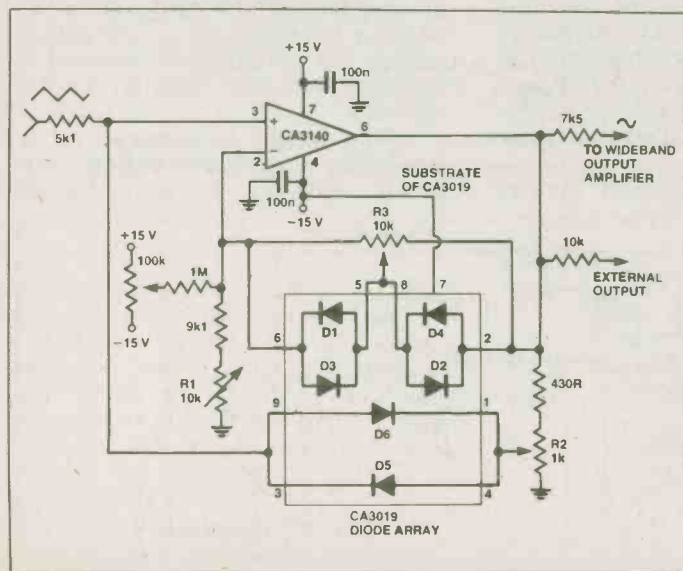 +15 V
100n
5k1
3
+
7
CA3140
6
7k5
TO WIDEBAND
OUTPUT
AMPLIFIER
–
2
4
100n
–15 V
SUBSTRATE
OF CA3019
R3
10k
+15 V
100k
1M
10k
EXTERNAL
OUTPUT
–15 V
9k1
R1
10k
5
8
7
6
D1
D3
D4
D2
2
430R
9
D6
1
R2
1k
3
D5
4
CA3019
DIODE ARRAY